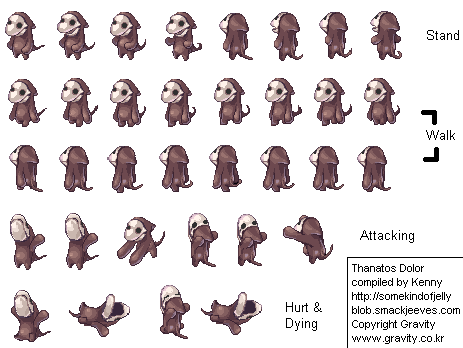 Stand
Walk
Attacking
Hurt &
Dying
Thanatos Dolor
compiled by Kenny
http://somekindofjelly
blob.smackjeeves.com
Copyright Gravity
www.gravity.co.kr